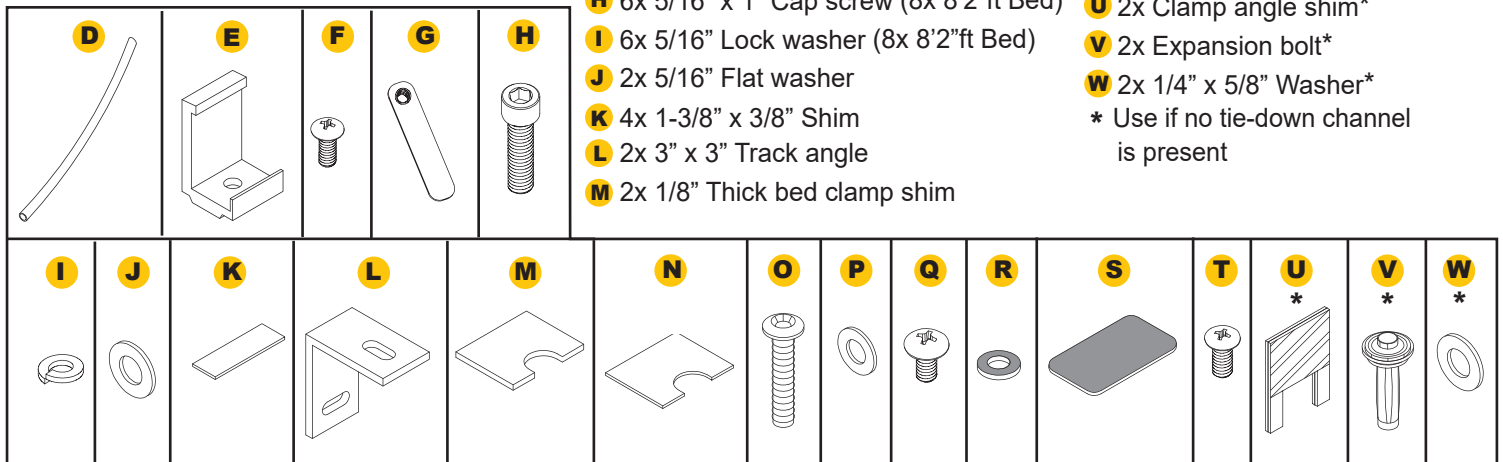 D E F G H
H 6x 5/16” x 1” Cap screw (8x 8’2”ft Bed)
I 6x 5/16” Lock washer (8x 8’2”ft Bed)
J 2x 5/16” Flat washer
K 4x 1-3/8” x 3/8” Shim
L 2x 3” x 3” Track angle
M 2x 1/8” Thick bed clamp shim
U 2x Clamp angle shim*
V 2x Expansion bolt*
W 2x 1/4” x 5/8” Washer*
* Use if no tie-down channel
is present
I J K L M N O P Q R S T U V W
* * *